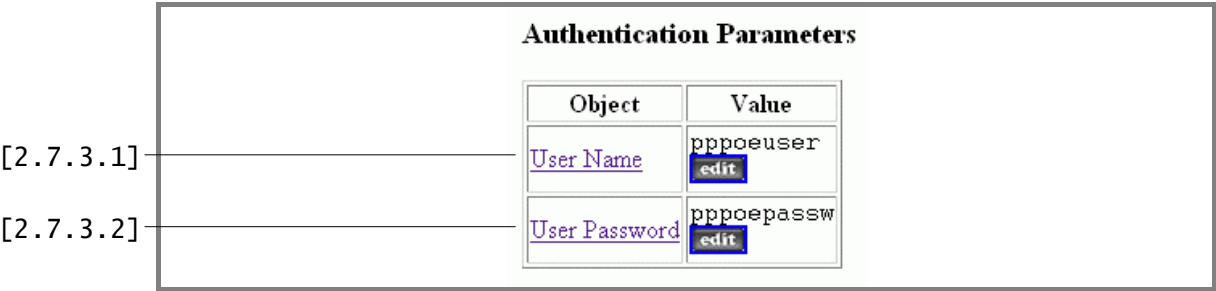 Authentication Parameters
Object Value
[2.7.3.1] User Name pppoeuser
edit
[2.7.3.2] User Password pppoepassw
edit